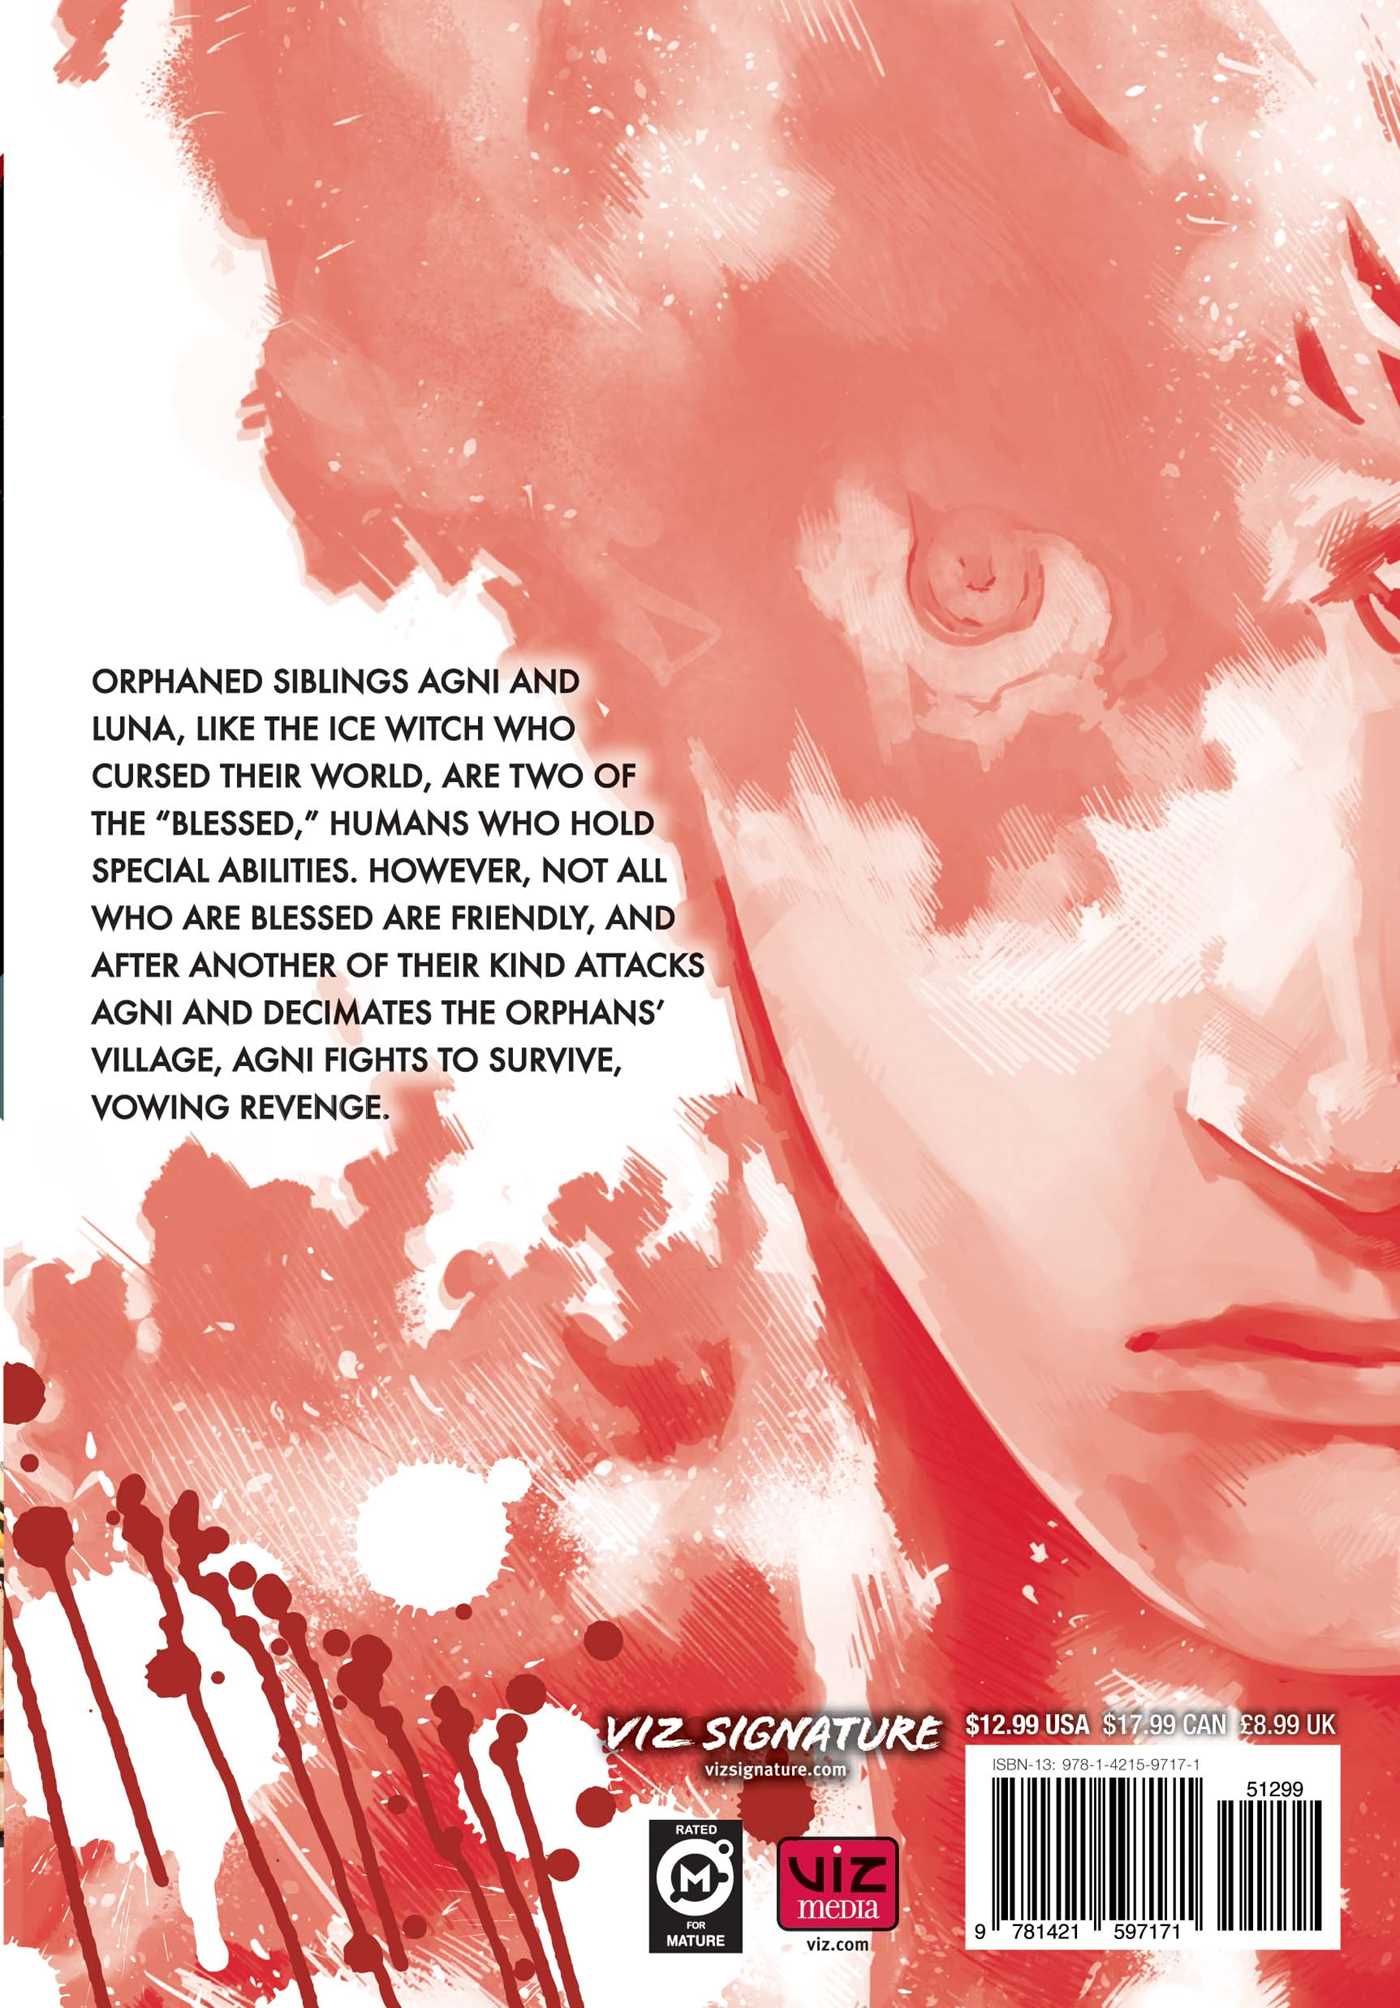 ORPHANED SIBLINGS AGNI AND
LUNA, LIKE THE ICE WITCH WHO
CURSED THEIR WORLD, ARE TWO OF
THE “BLESSED,” HUMANS WHO HOLD
SPECIAL ABILITIES. HOWEVER, NOT ALL
WHO ARE BLESSED ARE FRIENDLY, AND
AFTER ANOTHER OF THEIR KIND ATTACKS
AGNI AND DECIMATES THE ORPHANS’
VILLAGE, AGNI FIGHTS TO SURVIVE,
VOWING REVENGE.
VIZ SIGNATURE
vizsignature.com
RATED
M
FOR
MATURE
VIZ
MEDIA
viz.com
$12.99 USA $17.99 CAN £8.99 UK
ISBN-13: 978-1-4215-9717-1
51299
9 781421 597171